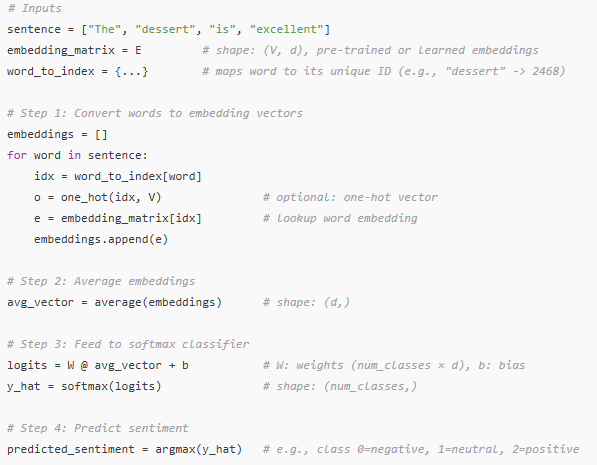 # Inputs
sentence = ["The", "dessert", "is", "excellent"]
embedding_matrix = E          # shape: (V, d), pre-trained or learned embeddings
word_to_index = {...}         # maps word to its unique ID (e.g., "dessert" -> 2468)

# Step 1: Convert words to embedding vectors
embeddings = []
for word in sentence:
    idx = word_to_index[word]
    o = one_hot(idx, V)                # optional: one-hot vector
    e = embedding_matrix[idx]          # lookup word embedding
    embeddings.append(e)

# Step 2: Average embeddings
avg_vector = average(embeddings)       # shape: (d,)

# Step 3: Feed to softmax classifier
logits = W @ avg_vector + b            # W: weights (num_classes × d), b: bias
y_hat = softmax(logits)                # shape: (num_classes,)

# Step 4: Predict sentiment
predicted_sentiment = argmax(y_hat)    # e.g., class 0=negative, 1=neutral, 2=positive